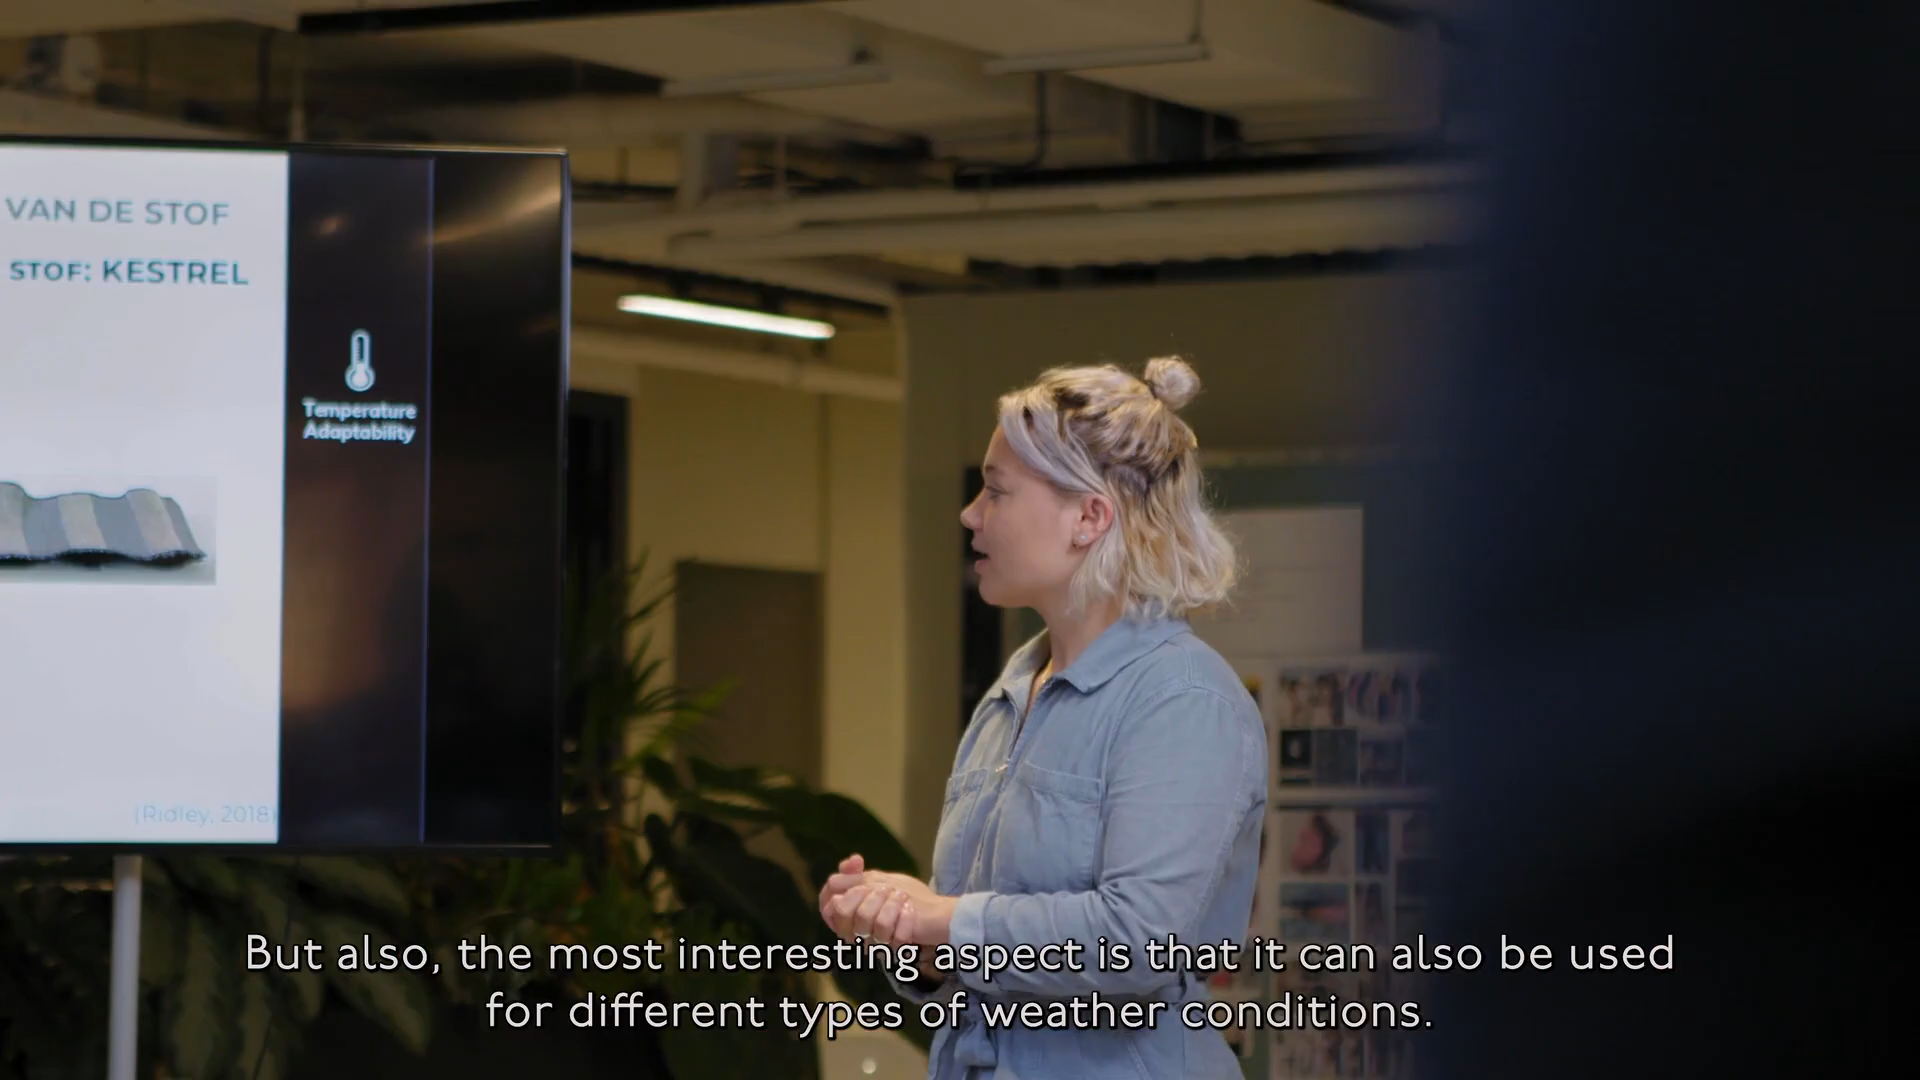 VAN DE STOF
STOF: KESTREL
Temperature
Adaptability
(Ridley, 2018)
But also, the most interesting aspect is that it can also be used
for different types of weather conditions.